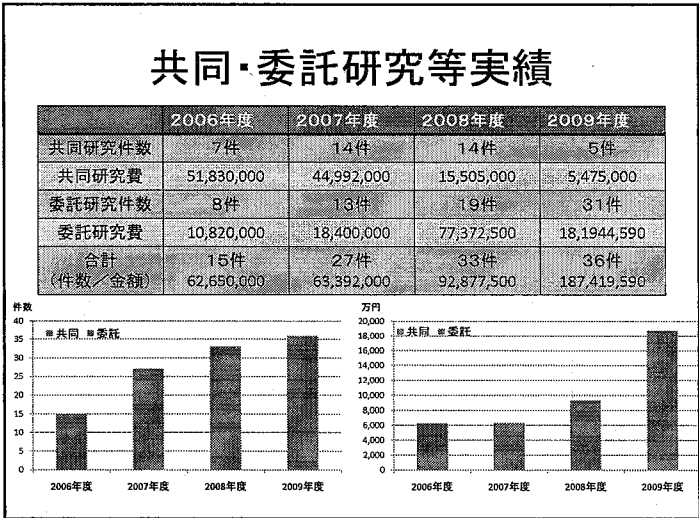 共同・委託研究等実績
2006年度 2007年度 2008年度 2009年度
共同研究件数 7件 14件 14件 5件
共同研究費 51,830,000 44,992,000 15,505,000 5,475,000
委託研究件数 8件 13件 19件 31件
委託研究費 10,820,000 18,400,000 77,372,500 18,1944,590
合計 15件 27件 33件 36件
(件数/金額) 62,650,000 63,392,000 92,877,500 187,419,590
件数
40
35
30
25
20
15
10
5
0
共同 委託
2006年度 2007年度 2008年度 2009年度
万円
20,000
18,000
16,000
14,000
12,000
10,000
8,000
6,000
4,000
2,000
0
共同 委託
2006年度 2007年度 2008年度 2009年度